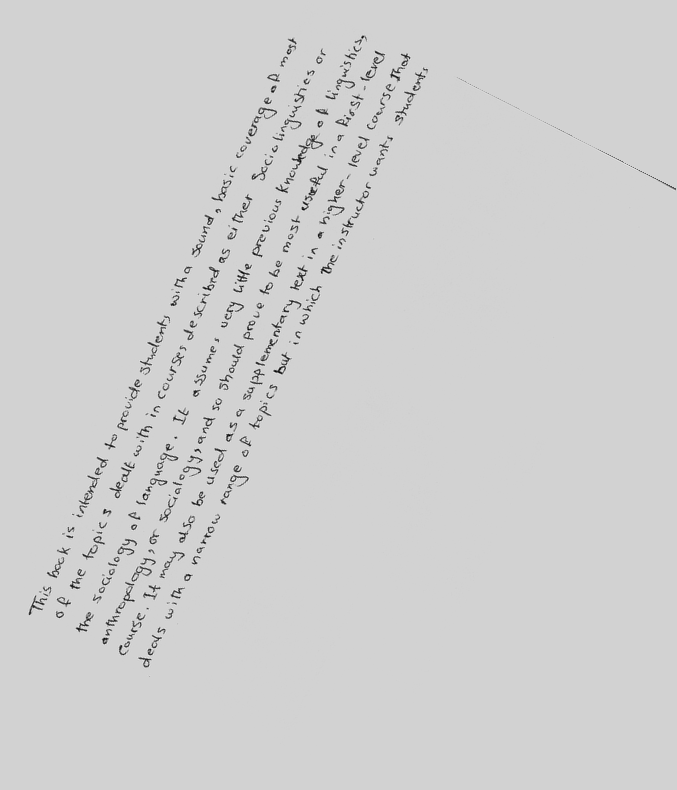 This book is intended to provide students with a sound, basic coverage of most
of the topics dealt with in courses described as either Sociolinguistics or
the sociology of language. It assumes very little previous knowledge of linguistics,
anthropology, or sociology, and so should prove to be most useful in a first-level
course. It may also be used as a supplementary text in a higher-level course that
deals with a narrow range of topics but in which the instructor wants students